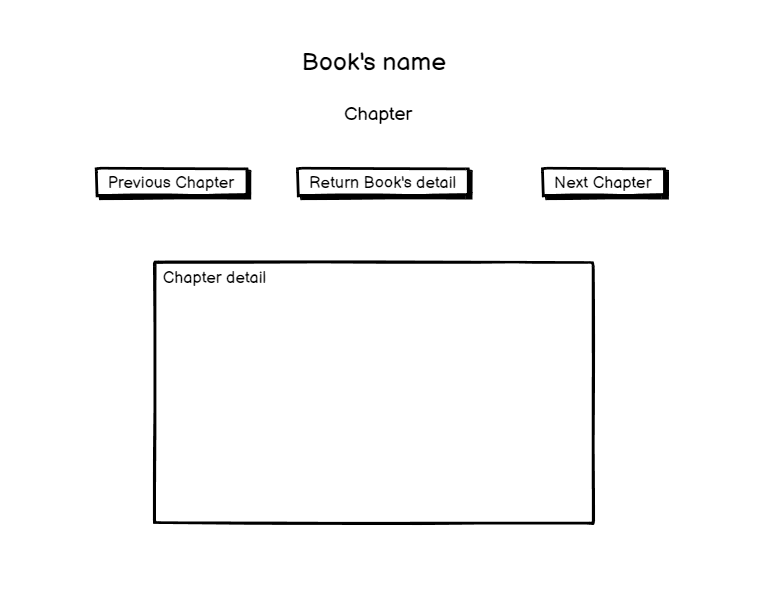 Book's name
Chapter
Previous Chapter
Return Book's detail
Next Chapter
Chapter detail